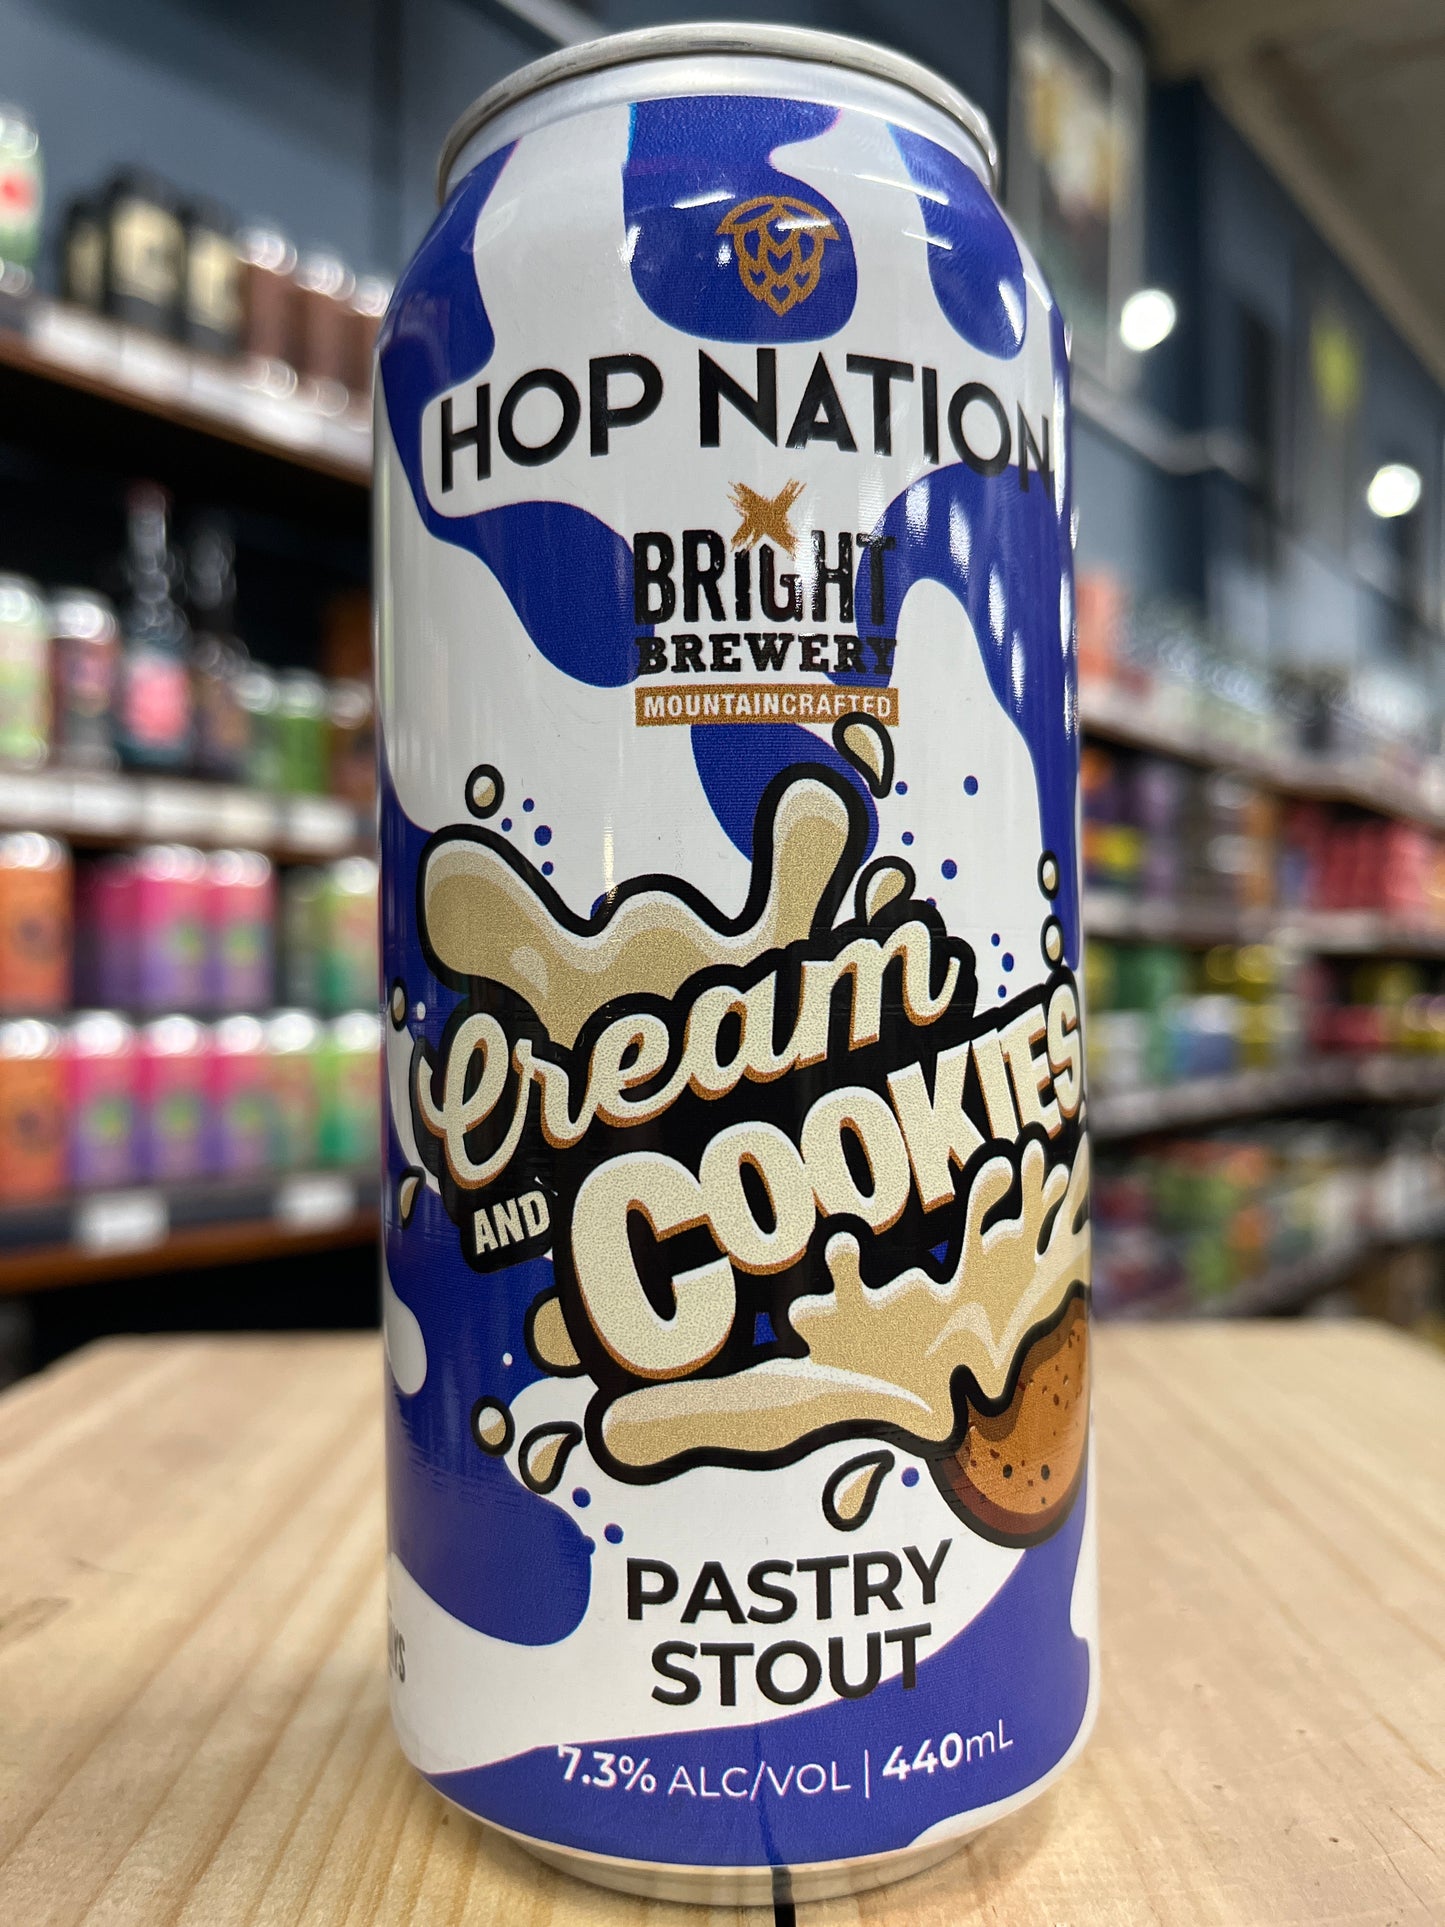 HOP NATION
X
BRIGHT
BREWERY
MOUNTAINCRAFTED
Cream
AND COOKIES
PASTRY
STOUT
7.3% ALC/VOL | 440mL